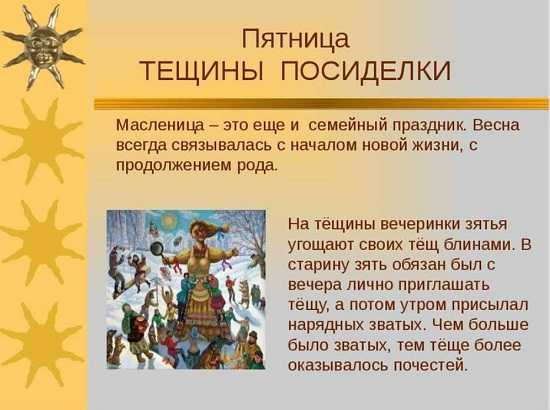 Пятница
ТЕЩИНЫ ПОСИДЕЛКИ
Масленица – это еще и семейный праздник. Весна
всегда связывалась с началом новой жизни, с
продолжением рода.
На тёщины вечеринки зятья
угощают своих тёщ блинами. В
старину зять обязан был с
вечера лично приглашать
тёщу, а потом утром присылал
нарядных зватых. Чем больше
было зватых, тем тёще более
оказывалось почестей.